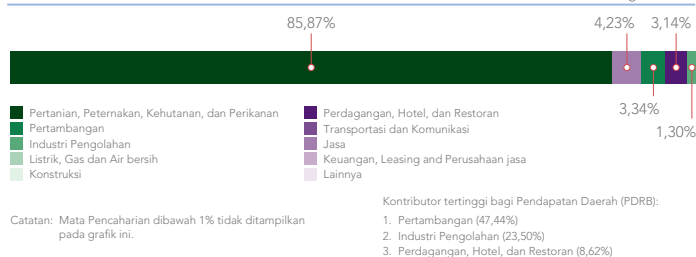 85,87%
4,23%
3,14%
3,34%
1,30%
Pertanian, Peternakan, Kehutanan, dan Perikanan
Pertambangan
Industri Pengolahan
Listrik, Gas dan Air bersih
Konstruksi
Perdagangan, Hotel, dan Restoran
Transportasi dan Komunikasi
Jasa
Keuangan, Leasing and Perusahaan jasa
Lainnya
Catatan: Mata Pencaharian dibawah 1% tidak ditampilkan
pada grafik ini.
Kontributor tertinggi bagi Pendapatan Daerah (PDRB):
1. Pertambangan (47,44%)
2. Industri Pengolahan (23,50%)
3. Perdagangan, Hotel, dan Restoran (8,62%)